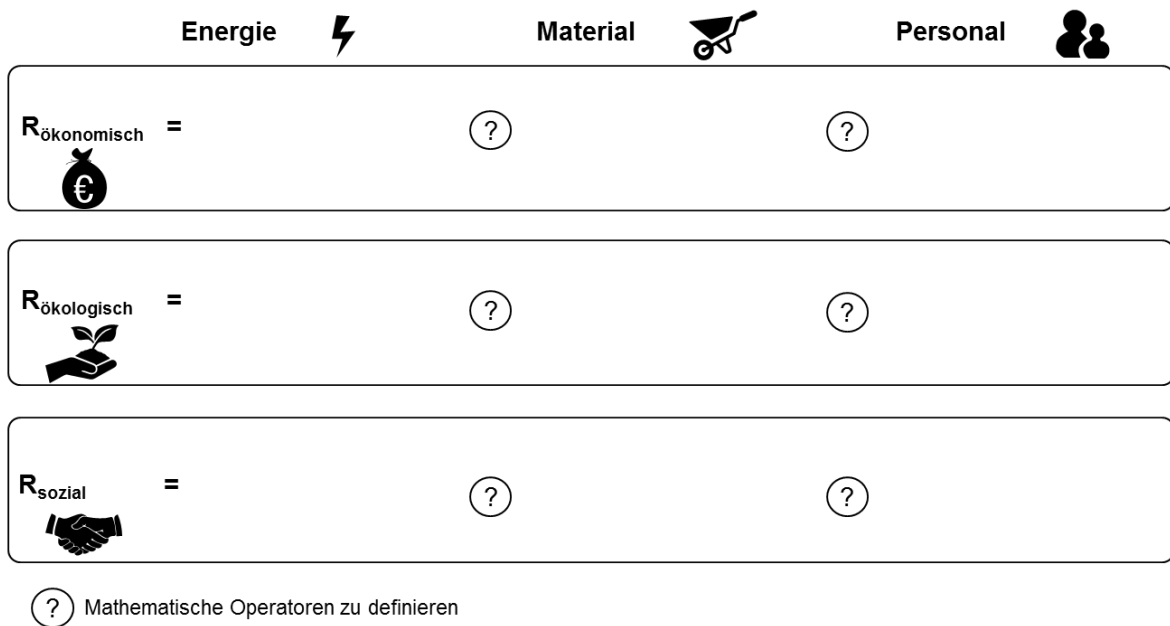 Energie Material Personal
Rökonomisch = ? ?
€
Rökologisch = ? ?
Rsozial = ? ?
? Mathematische Operatoren zu definieren